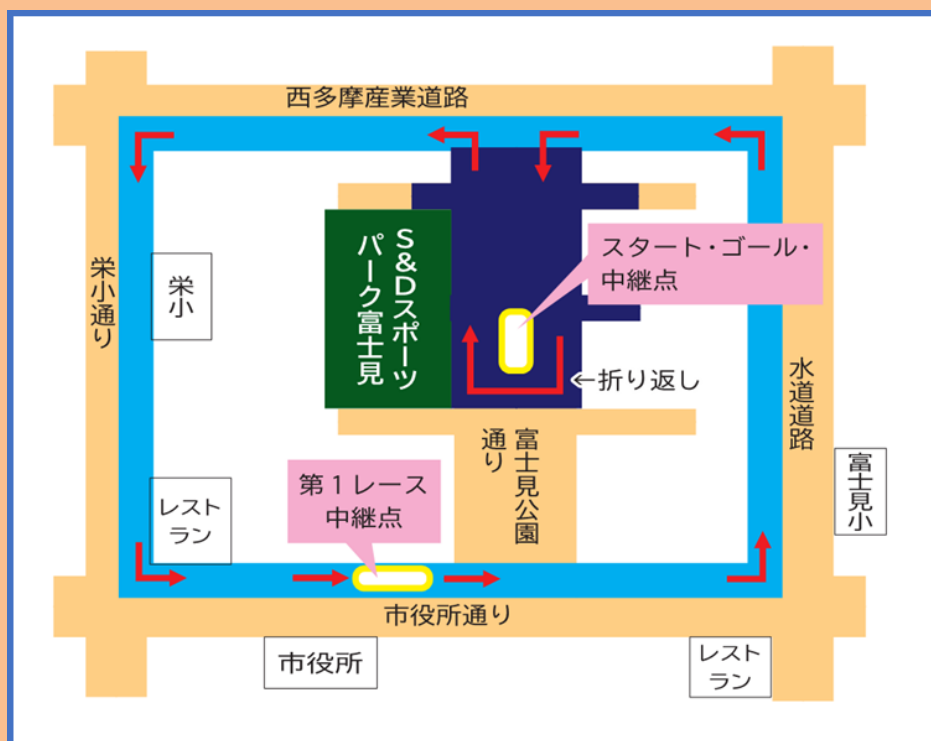 西多摩産業道路
スタート・ゴール・
中継点
S&Dスポーツ
パーク富士見
栄小通り
栄小
←折り返し
水道道路
富士見公園
通り
富士見小
第1レース
中継点
レスト
ラン
市役所通り
市役所
レスト
ラン